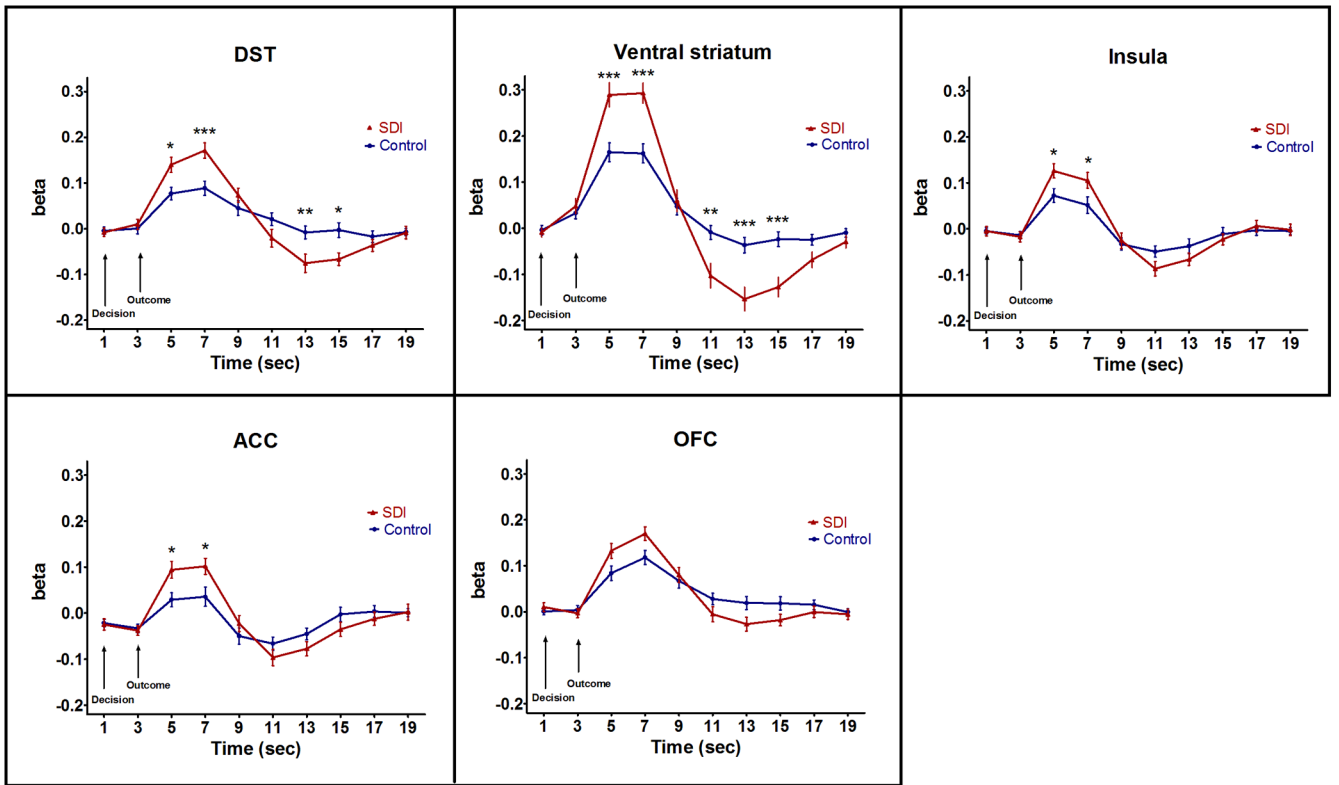 DST
***
*
**
*
SDI
Control
0.3
0.2
0.1
0.0
-0.1
-0.2
beta
Decision
Outcome
1 3 5 7 9 11 13 15 17 19
Time (sec)
Ventral striatum
*** ***
**
***
***
SDI
Control
0.3
0.2
0.1
0.0
-0.1
-0.2
Decision
Outcome
1 3 5 7 9 11 13 15 17 19
Time (sec)
Insula
*
*
SDI
Control
0.3
0.2
0.1
0.0
-0.1
-0.2
beta
Decision
Outcome
1 3 5 7 9 11 13 15 17 19
Time (sec)
ACC
* *
SDI
Control
0.3
0.2
0.1
0.0
-0.1
-0.2
beta
Decision
Outcome
1 3 5 7 9 11 13 15 17 19
Time (sec)
OFC
SDI
Control
0.3
0.2
0.1
0.0
-0.1
-0.2
beta
Decision
Outcome
1 3 5 7 9 11 13 15 17 19
Time (sec)